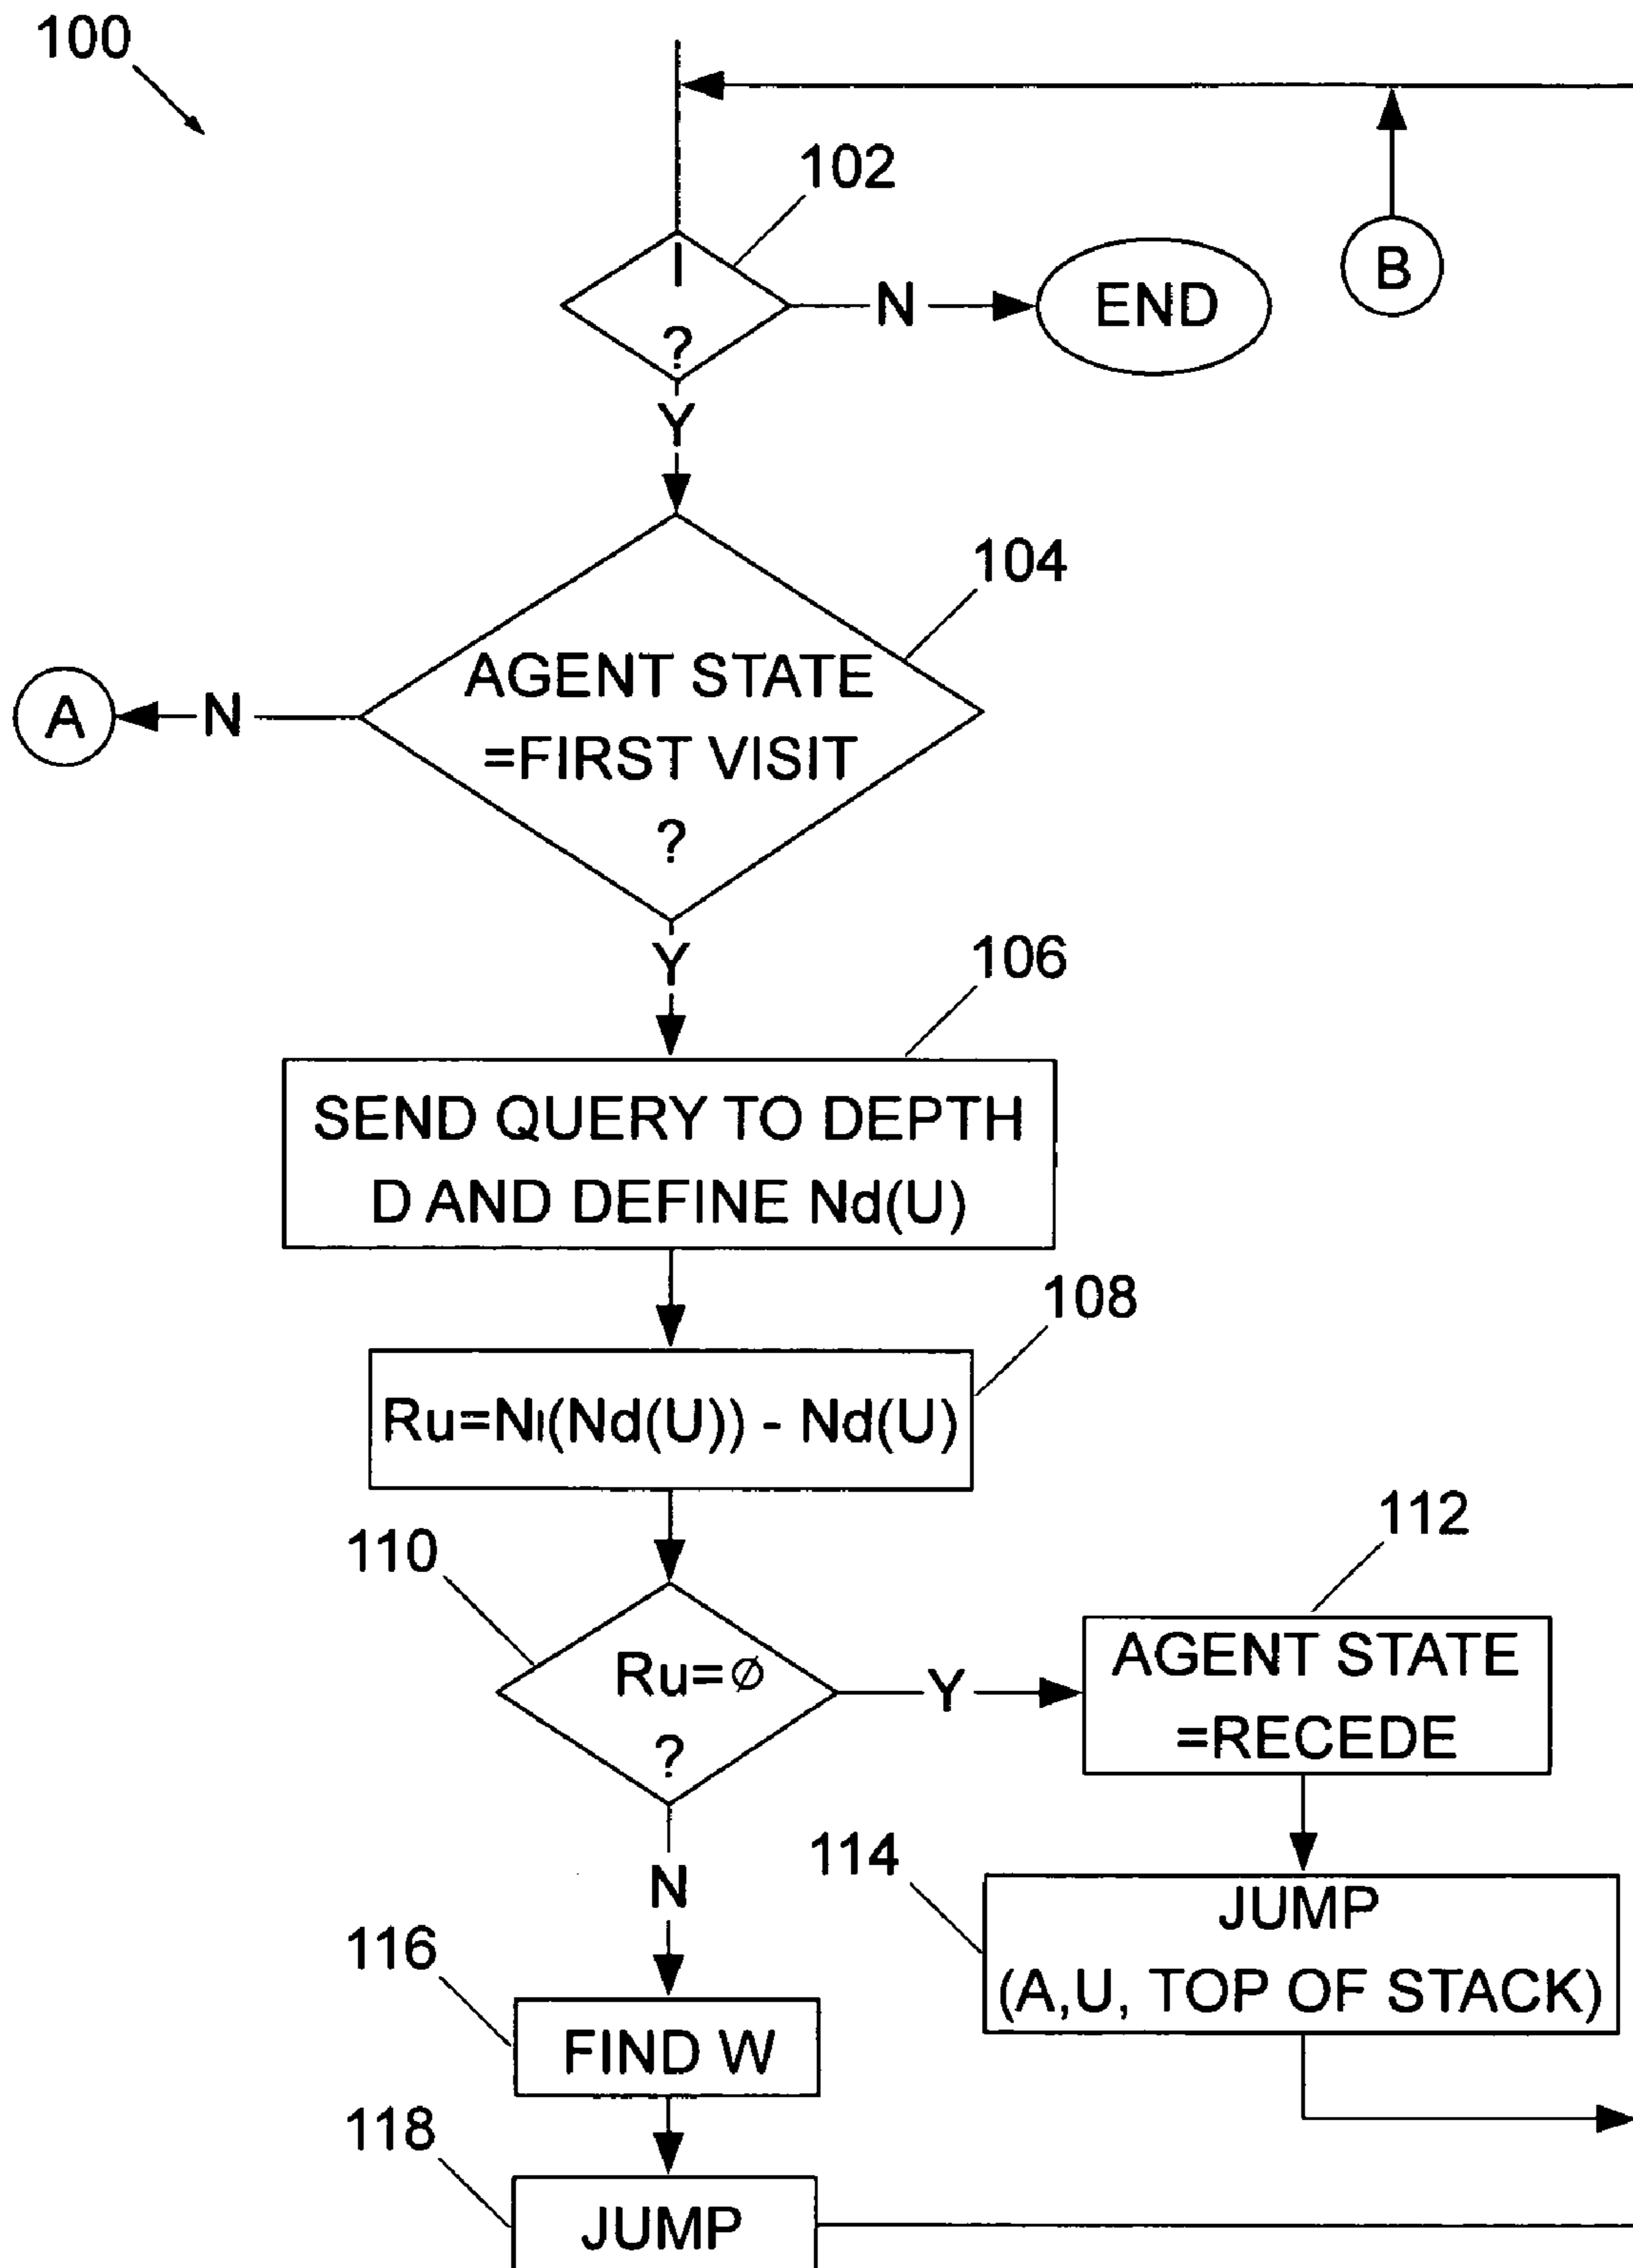 100
102
I
?
N
END
B
Y
104
AGENT STATE
=FIRST VISIT
?
A
N
Y
106
SEND QUERY TO DEPTH
D AND DEFINE Nd(U)
108
Ru=Nl(Nd(U)) - Nd(U)
110
Ru=∅
?
Y
112
AGENT STATE
=RECEDE
N
114
JUMP
(A,U, TOP OF STACK)
116
FIND W
118
JUMP